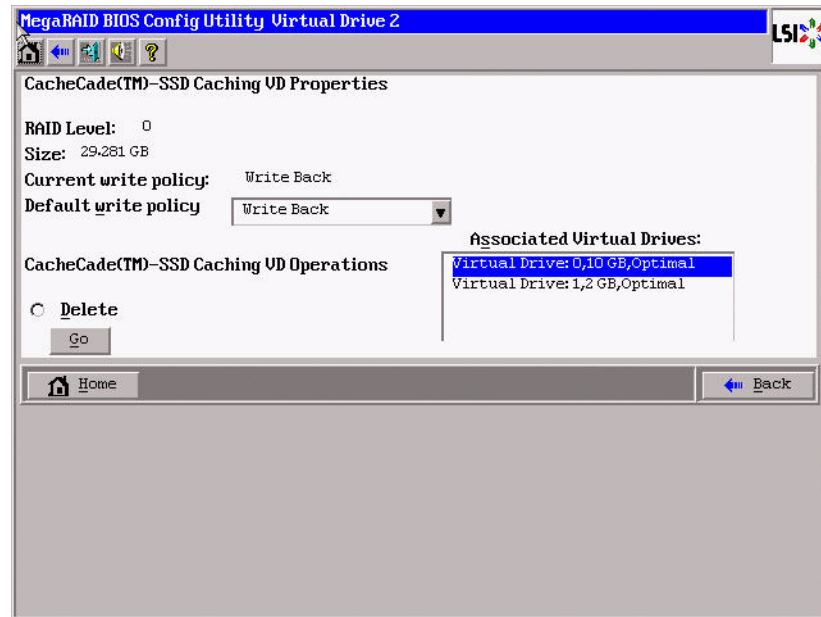 MegaRAID BIOS Config Utility Virtual Drive 2
LSI
CacheCade(TM)-SSD Caching VD Properties
RAID Level: 0
Size: 29.281 GB
Current write policy: Write Back
Default write policy Write Back
Associated Virtual Drives:
Virtual Drive: 0,10 GB,Optimal
Virtual Drive: 1,2 GB,Optimal
CacheCade(TM)-SSD Caching VD Operations
Delete
Go
Home
Back